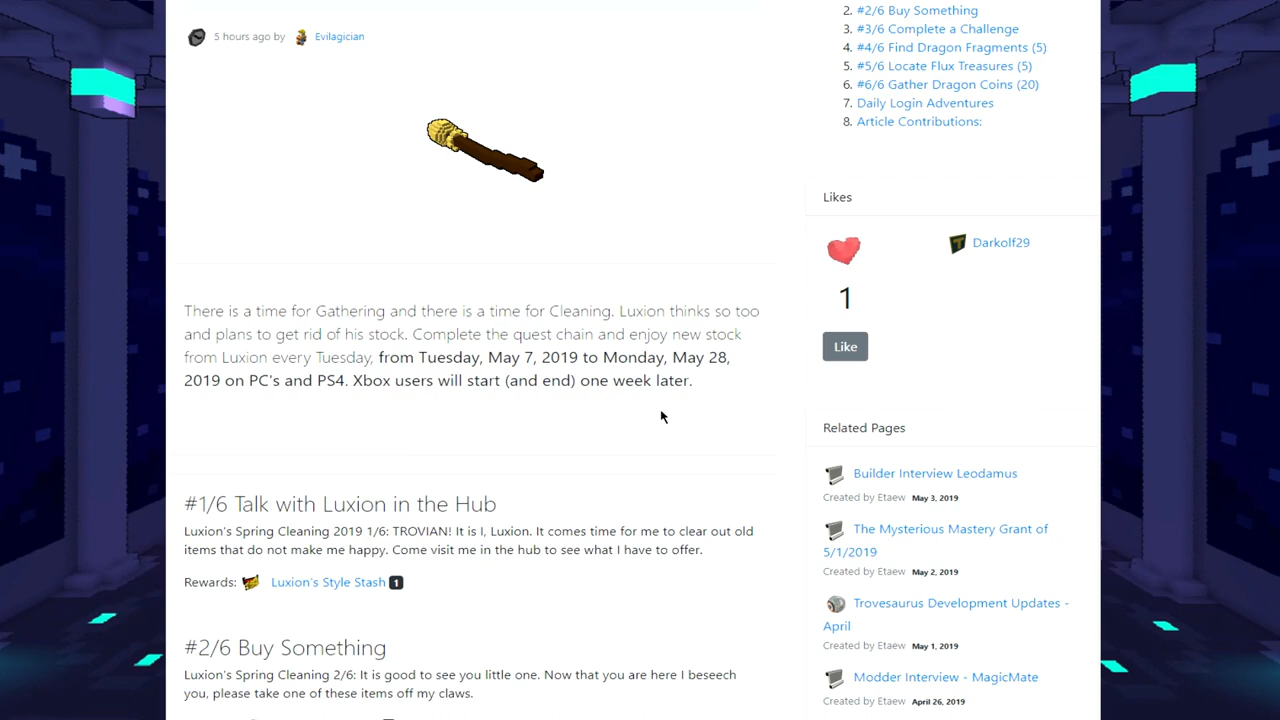 5 hours ago by Evilagician
There is a time for Gathering and there is a time for Cleaning. Luxion thinks so too
and plans to get rid of his stock. Complete the quest chain and enjoy new stock
from Luxion every Tuesday, from Tuesday, May 7, 2019 to Monday, May 28,
2019 on PC's and PS4. Xbox users will start (and end) one week later.
#1/6 Talk with Luxion in the Hub
Luxion's Spring Cleaning 2019 1/6: TROVIAN! It is I, Luxion. It comes time for me to clear out old
items that do not make me happy. Come visit me in the hub to see what I have to offer.
Rewards: Luxion's Style Stash 1
#2/6 Buy Something
Luxion's Spring Cleaning 2/6: It is good to see you little one. Now that you are here I beseech
you, please take one of these items off my claws.
2. #2/6 Buy Something
3. #3/6 Complete a Challenge
4. #4/6 Find Dragon Fragments (5)
5. #5/6 Locate Flux Treasures (5)
6. #6/6 Gather Dragon Coins (20)
7. Daily Login Adventures
8. Article Contributions:
Likes
Darkolf29
1
Like
Related Pages
Builder Interview Leodamus
Created by Etaew May 3, 2019
The Mysterious Mastery Grant of
5/1/2019
Created by Etaew May 2, 2019
Trovesaurus Development Updates -
April
Created by Etaew May 1, 2019
Modder Interview - MagicMate
Created by Etaew April 26, 2019